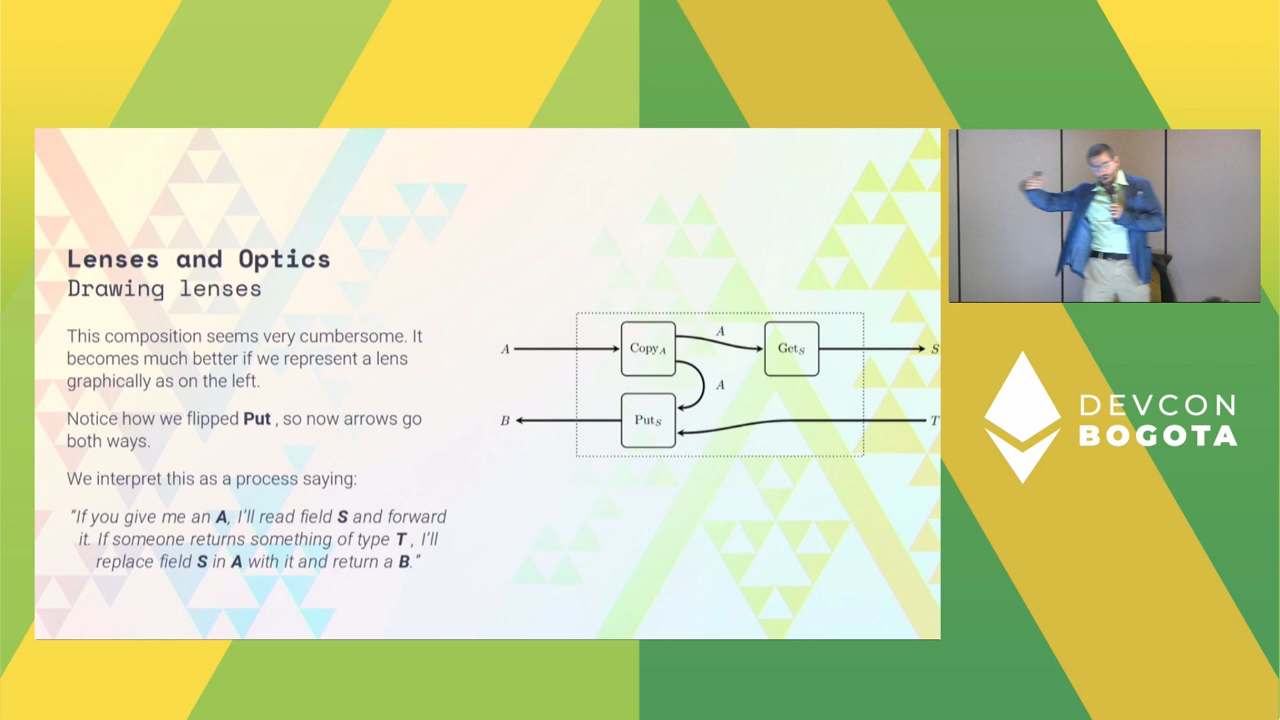 Lenses and Optics
Drawing lenses
This composition seems very cumbersome. It
becomes much better if we represent a lens
graphically as on the left.
Notice how we flipped Put , so now arrows go
both ways.
We interpret this as a process saying:
"If you give me an A, I'll read field S and forward
it. If someone returns something of type T , I'll
replace field S in A with it and return a B."
A
Copy_A
A
Get_S
S
A
B
Put_S
T
DEVCON
BOGOTA